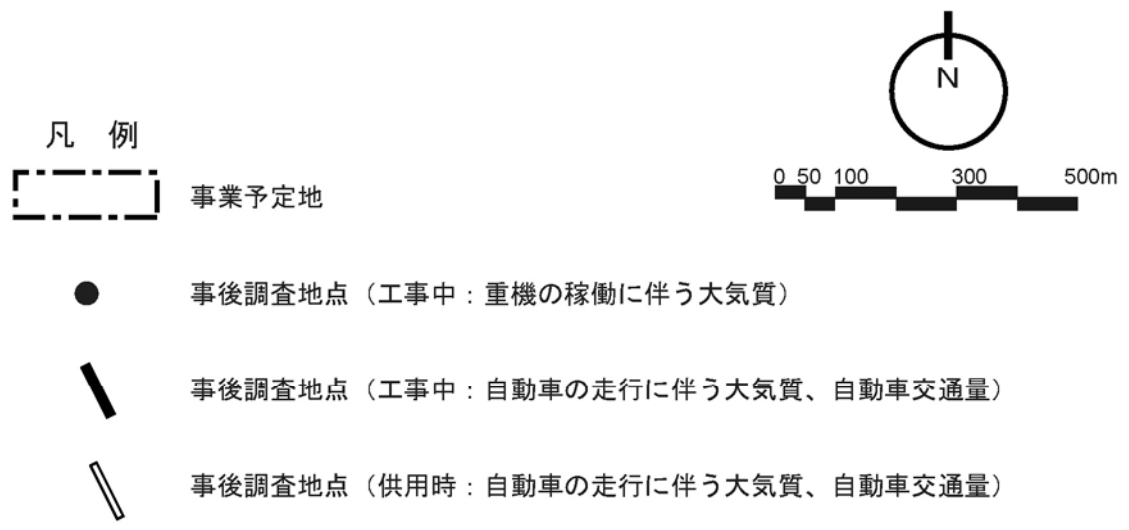 N
凡 例
0 50 100 300 500m
事業予定地
事後調査地点（工事中：重機の稼働に伴う大気質）
事後調査地点（工事中：自動車の走行に伴う大気質、自動車交通量）
事後調査地点（供用時：自動車の走行に伴う大気質、自動車交通量）